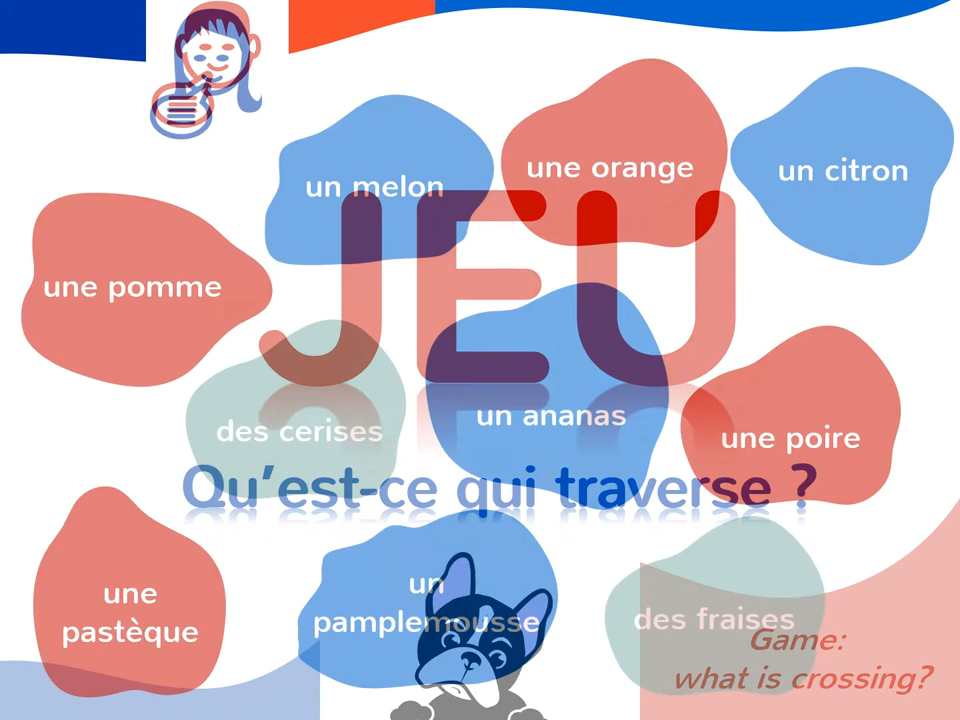 un melon
une orange
un citron
JEU
une pomme
des cerises
un ananas
une poire
Qu'est-ce qui traverse ?
une
pastèque
un
pamplemousse
des fraises
Game:
what is crossing?